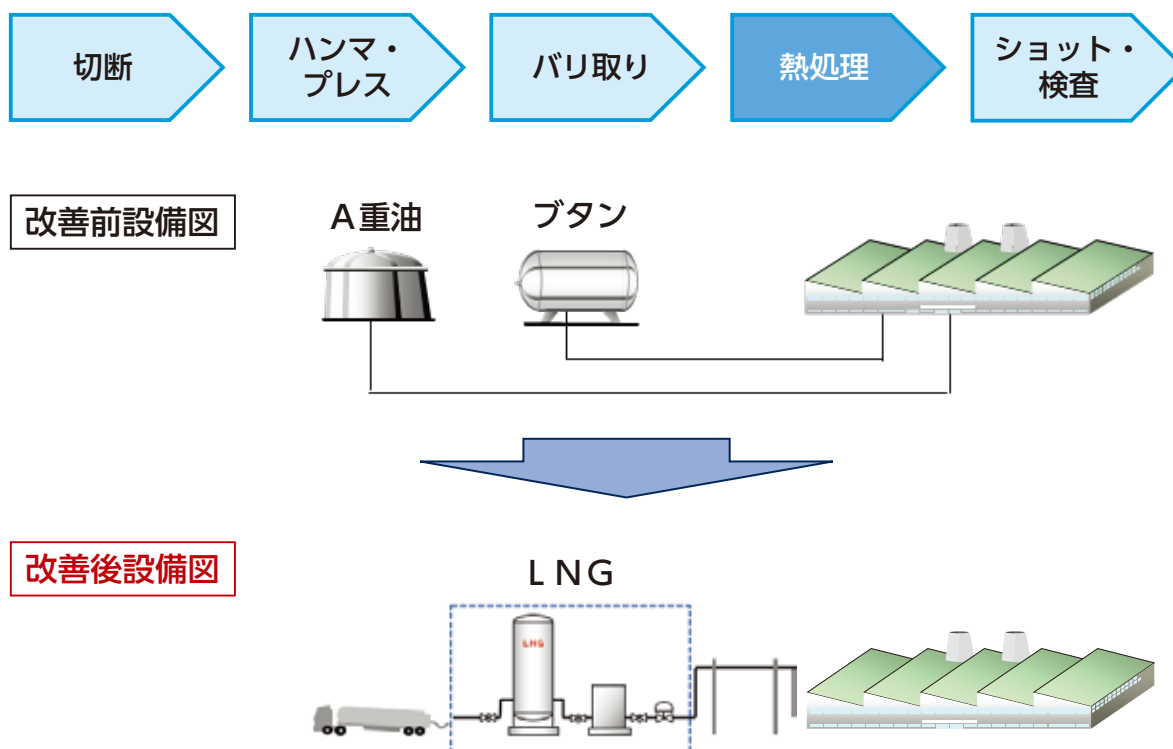 切断
ハンマ・
プレス
バリ取り
熱処理
ショット・
検査
改善前設備図
A重油
ブタン
改善後設備図
LNG
LNG